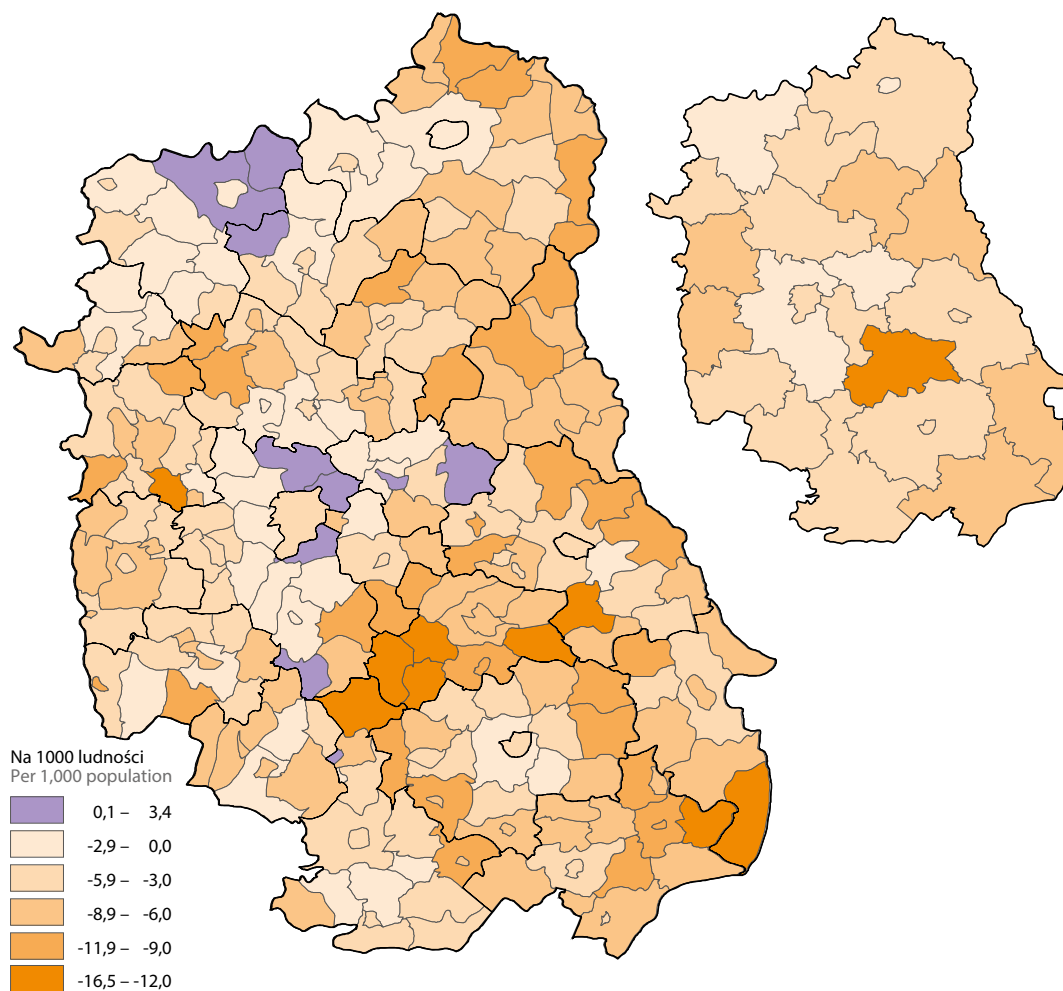 Na 1000 ludności
Per 1,000 population
0,1 – 3,4
-2,9 – 0,0
-5,9 – -3,0
-8,9 – -6,0
-11,9 – -9,0
-16,5 – -12,0